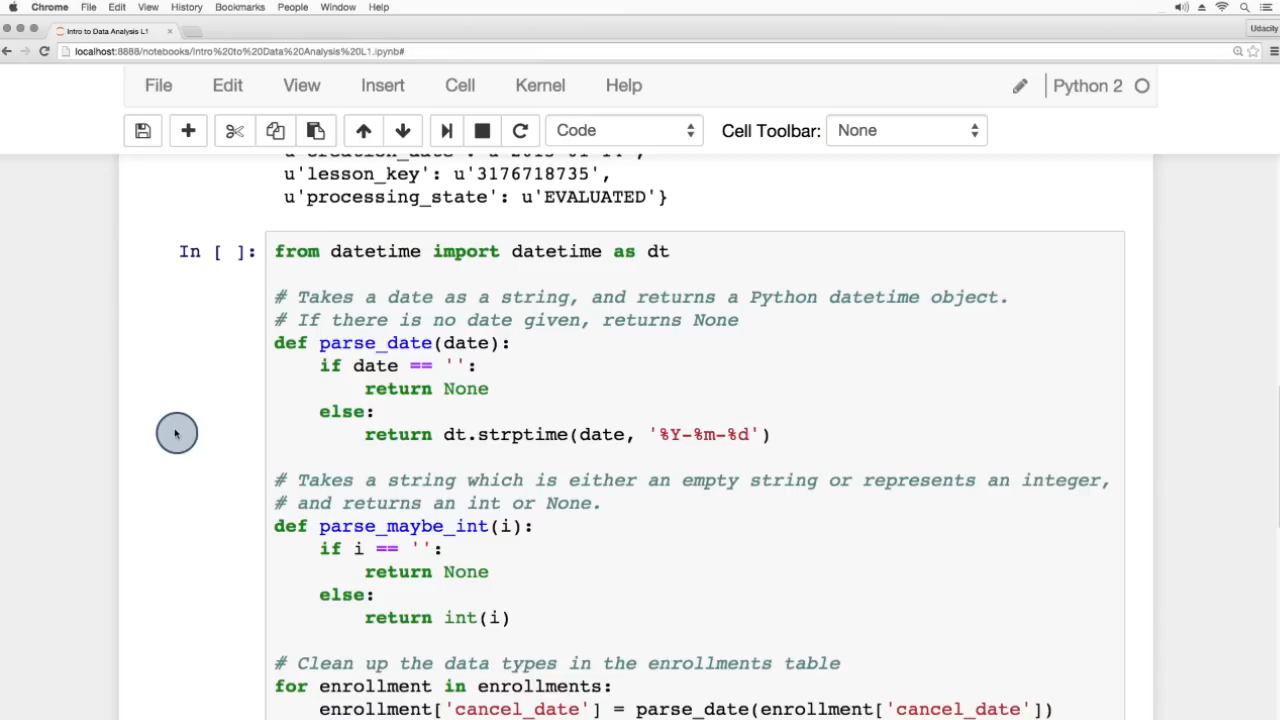 Chrome File Edit View History Bookmarks People Window Help
Intro to Data Analysis L1
Udacity
localhost:8888/notebooks/Intro%20to%20Data%20Analysis%20L1.ipynb#
File Edit View Insert Cell Kernel Help Python 2
Code Cell Toolbar: None
u'creation_date': u'2015-01-14',
u'lesson_key': u'3176718735',
u'processing_state': u'EVALUATED'}
In [ ]: from datetime import datetime as dt
# Takes a date as a string, and returns a Python datetime object.
# If there is no date given, returns None
def parse_date(date):
if date == '':
return None
else:
return dt.strptime(date, '%Y-%m-%d')
# Takes a string which is either an empty string or represents an integer,
# and returns an int or None.
def parse_maybe_int(i):
if i == '':
return None
else:
return int(i)
# Clean up the data types in the enrollments table
for enrollment in enrollments:
enrollment['cancel_date'] = parse_date(enrollment['cancel_date'])